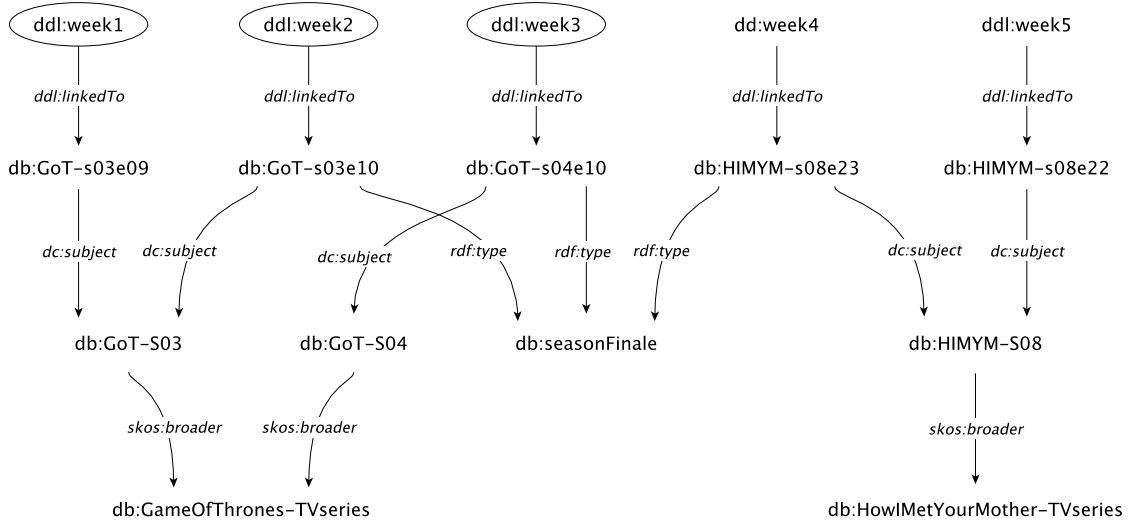 ddl:week1 ddl:week2 ddl:week3 dd:week4 ddl:week5
ddl:linkedTo ddl:linkedTo ddl:linkedTo ddl:linkedTo ddl:linkedTo
db:GoT-s03e09 db:GoT-s03e10 db:GoT-s04e10 db:HIMYM-s08e23 db:HIMYM-s08e22
dc:subject dc:subject dc:subject rdf:type rdf:type rdf:type dc:subject dc:subject
db:GoT-S03 db:GoT-S04 db:seasonFinale db:HIMYM-S08
skos:broader skos:broader skos:broader
db:GameOfThrones-TVseries db:HowIMetYourMother-TVseries